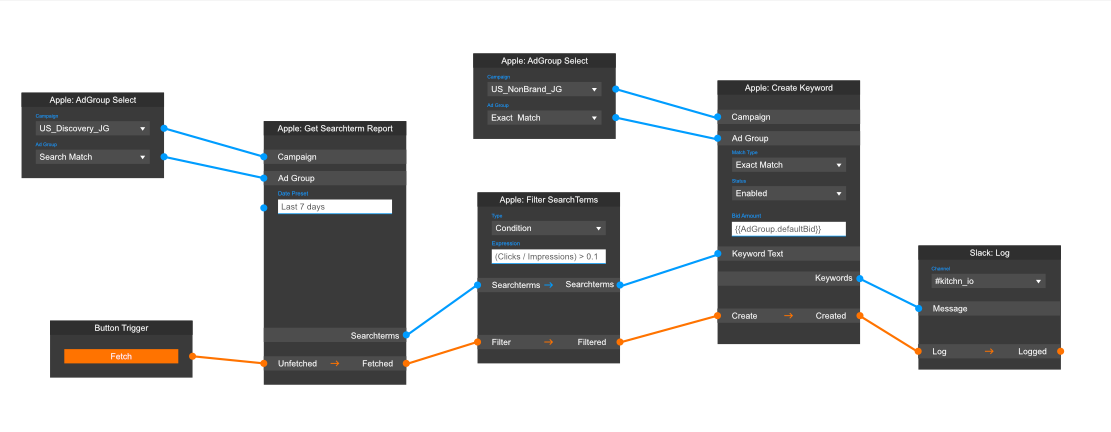 Apple: AdGroup Select
Campaign
US_Discovery_JG
Ad Group
Search Match
Button Trigger
Fetch
Apple: Get Searchterm Report
Campaign
Ad Group
Date Preset
Last 7 days
Searchterms
Unfetched → Fetched
Apple: AdGroup Select
Campaign
US_NonBrand_JG
Ad Group
Exact Match
Apple: Filter SearchTerms
Type
Condition
Expression
(Clicks / Impressions) > 0.1
Searchterms → Searchterms
Filter → Filtered
Apple: Create Keyword
Campaign
Ad Group
Match Type
Exact Match
Status
Enabled
Bid Amount
{{AdGroup.defaultBid}}
Keyword Text
Keywords
Create → Created
Slack: Log
Channel
#kitchn_io
Message
Log → Logged